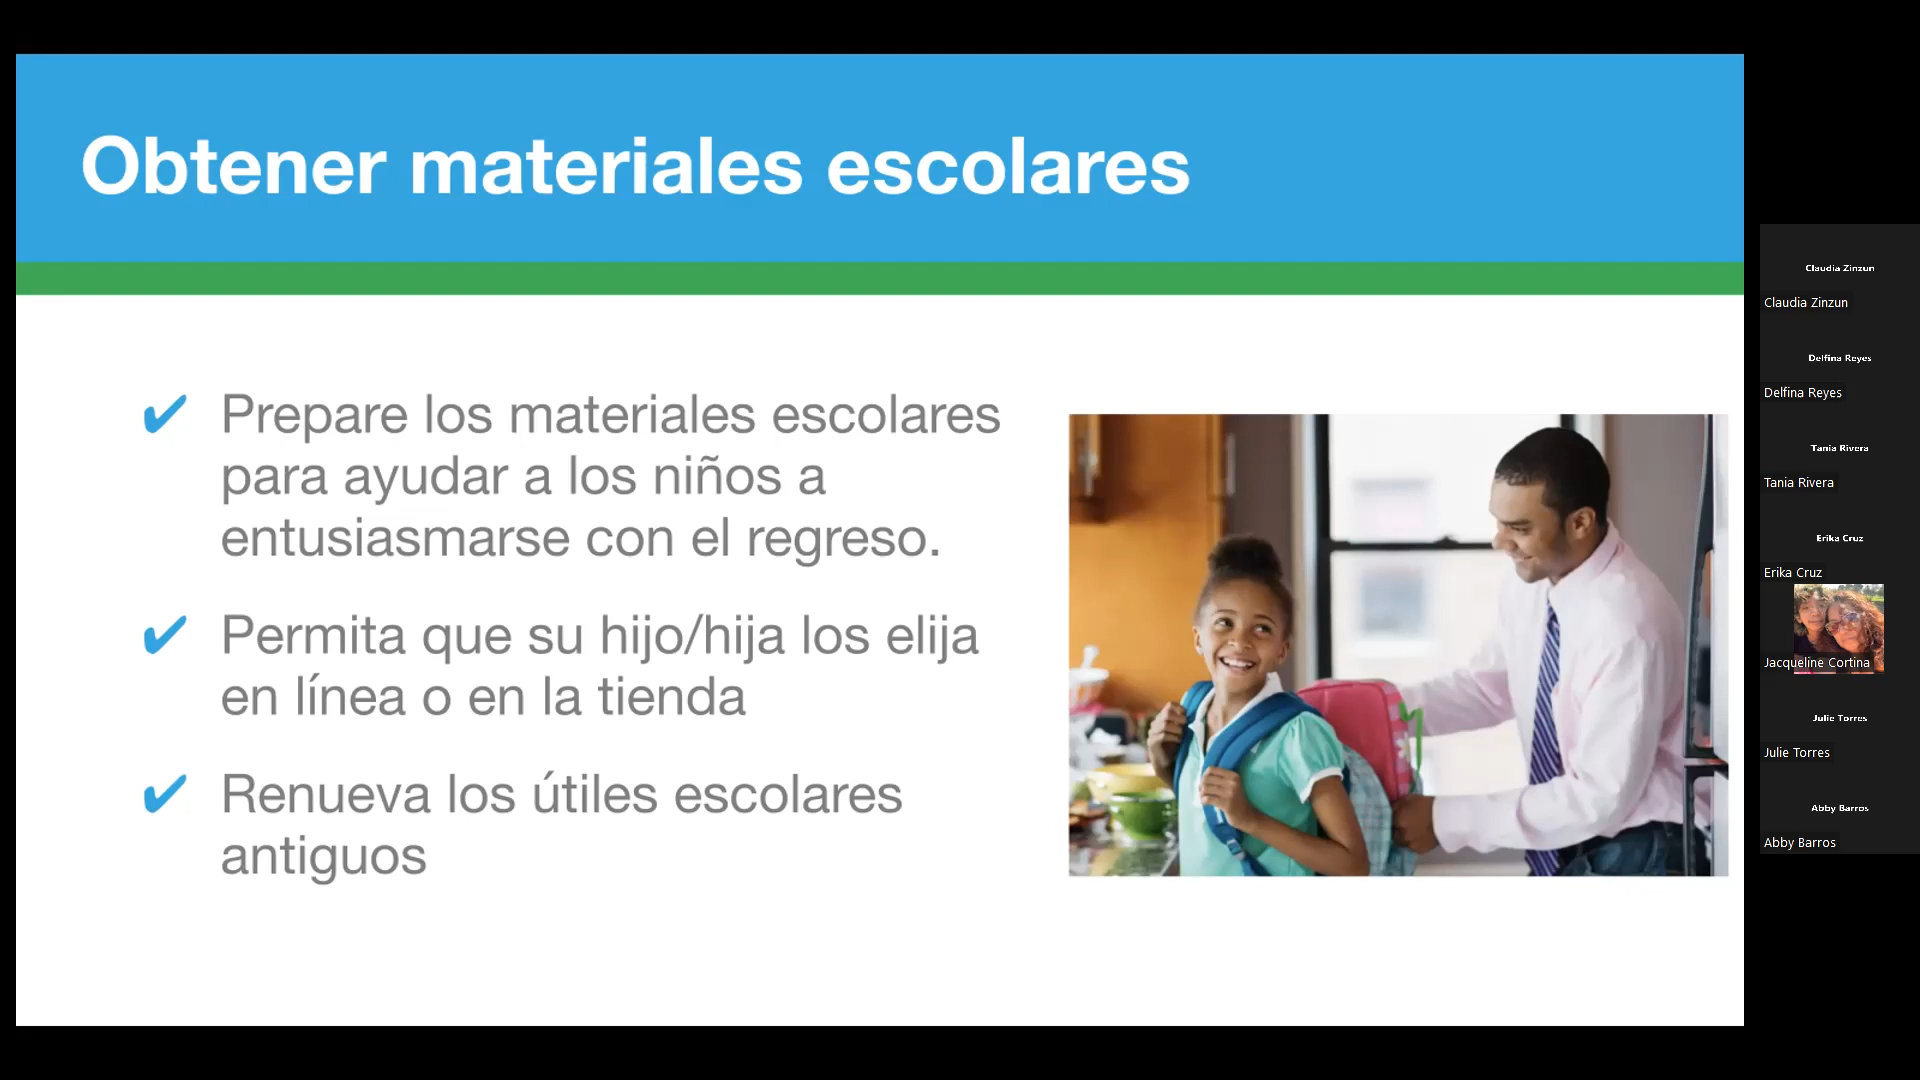 Obtener materiales escolares
✔ Prepare los materiales escolares
para ayudar a los niños a
entusiasmarse con el regreso.
✔ Permita que su hijo/hija los elija
en línea o en la tienda
✔ Renueva los útiles escolares
antiguos
Claudia Zinzun
Claudia Zinzun
Delfina Reyes
Delfina Reyes
Tania Rivera
Tania Rivera
Erika Cruz
Erika Cruz
Jacqueline Cortina
Julie Torres
Julie Torres
Abby Barros
Abby Barros